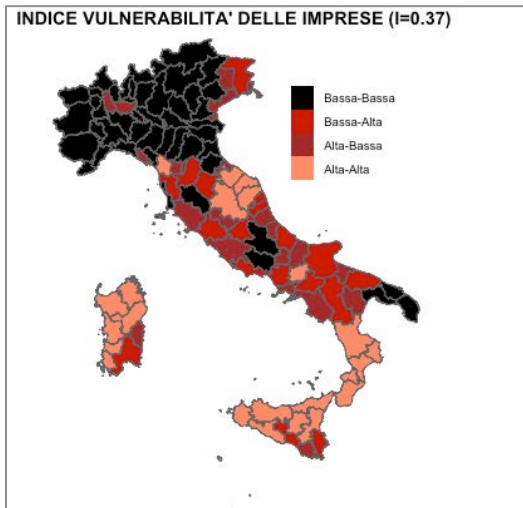 INDICE VULNERABILITA' DELLE IMPRESE (I=0.37)
Bassa-Bassa
Bassa-Alta
Alta-Bassa
Alta-Alta